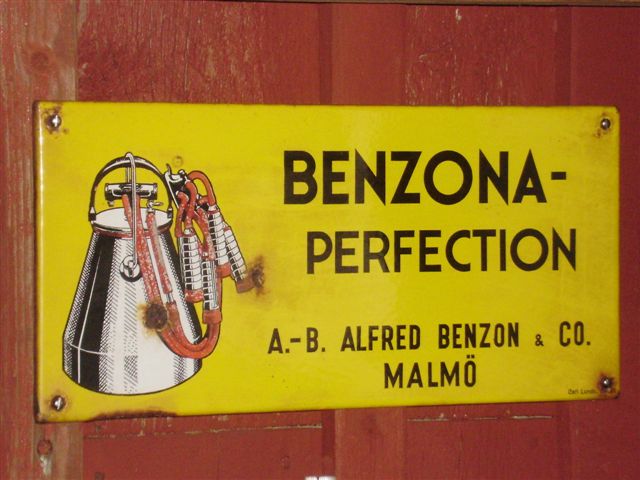 BENZONA-
PERFECTION
A.-B. ALFRED BENZON & CO.
MALMÖ